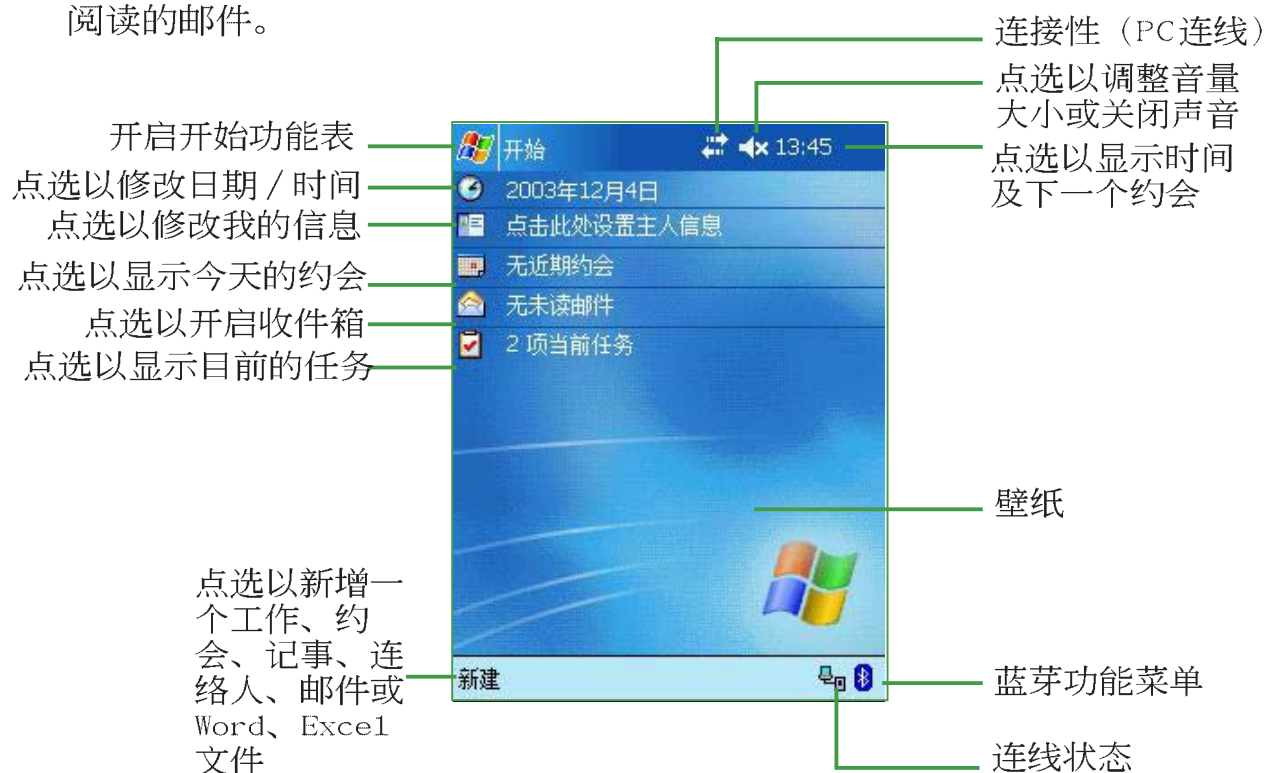 阅读的邮件。
连接性（PC连线）
点选以调整音量
大小或关闭声音
点选以显示时间
及下一个约会
开启开始功能表
点选以修改日期/时间
点选以修改我的信息
点选以显示今天的约会
点选以开启收件箱
点选以显示目前的任务
开始
13:45
2003年12月4日
点击此处设置主人信息
无近期约会
无未读邮件
2 项当前任务
壁纸
点选以新增一
个工作、约
会、记事、连
络人、邮件或
Word、Excel
文件
新建
蓝芽功能菜单
连线状态